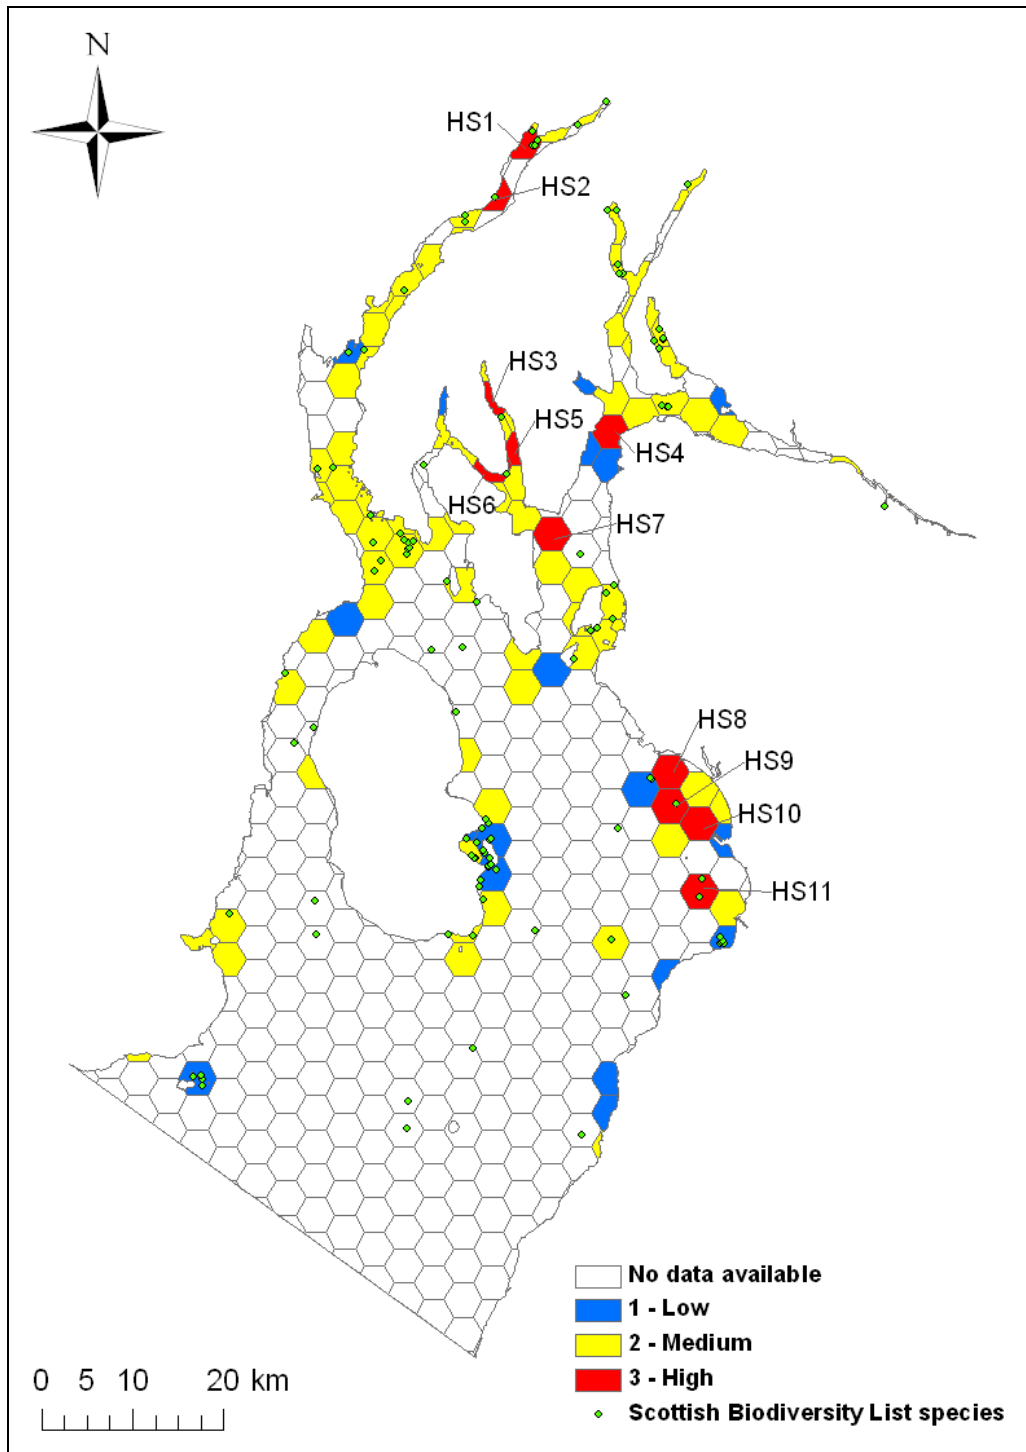 N
HS1
HS2
HS3
HS5
HS4
HS6
HS7
HS8
HS9
HS10
HS11
No data available
1 - Low
2 - Medium
3 - High
Scottish Biodiversity List species
0 5 10 20 km